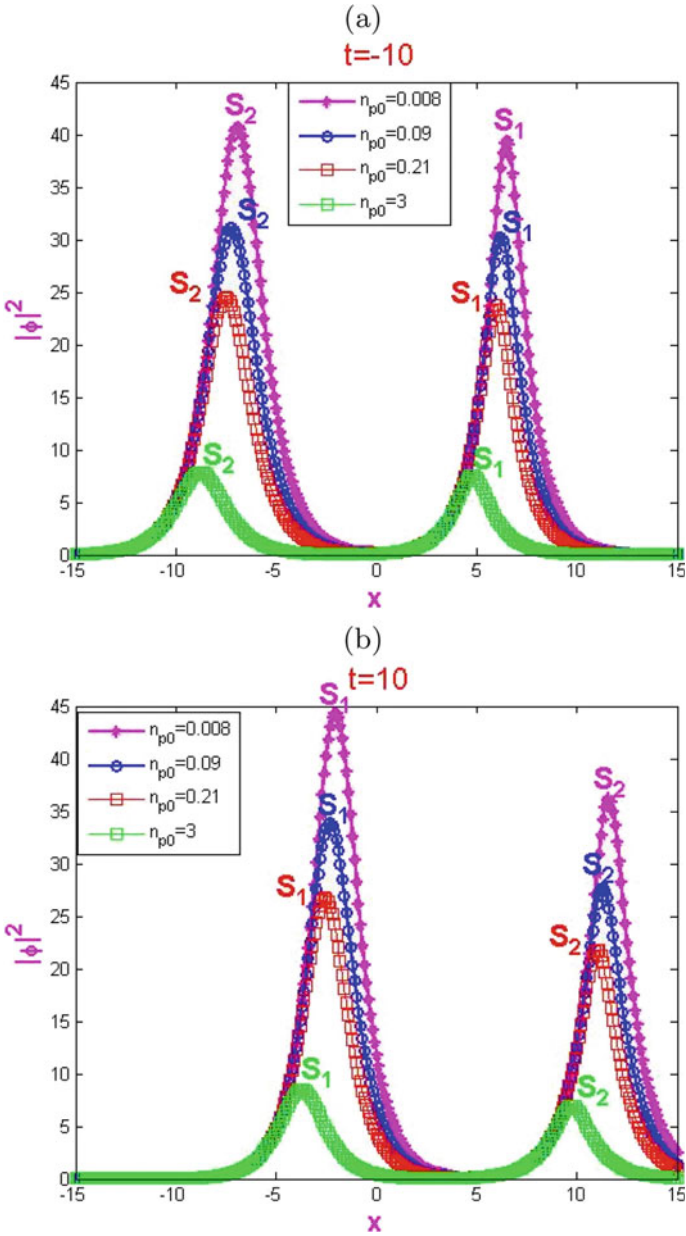 (a)
t=-10
45
40
35
30
25
20
15
10
5
0
|ϕ|²
n_p0=0.008
n_p0=0.09
n_p0=0.21
n_p0=3
S₂
S₂
S₂
S₂
S₁
S₁
S₁
S₁
-15 -10 -5 0 5 10 15
x
(b)
t=10
45
40
35
30
25
20
15
10
5
0
|ϕ|²
n_p0=0.008
n_p0=0.09
n_p0=0.21
n_p0=3
S₁
S₁
S₁
S₁
S₂
S₂
S₂
S₂
-15 -10 -5 0 5 10 15
x